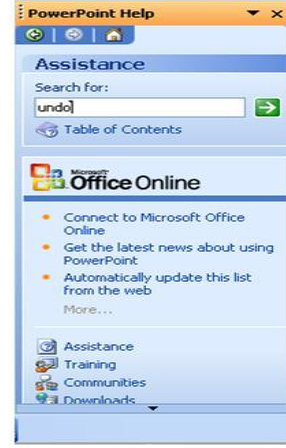 PowerPoint Help
Assistance
Search for:
undo
Table of Contents
Microsoft
Office Online
Connect to Microsoft Office
Online
Get the latest news about using
PowerPoint
Automatically update this list
from the web
More...
Assistance
Training
Communities
Downloads